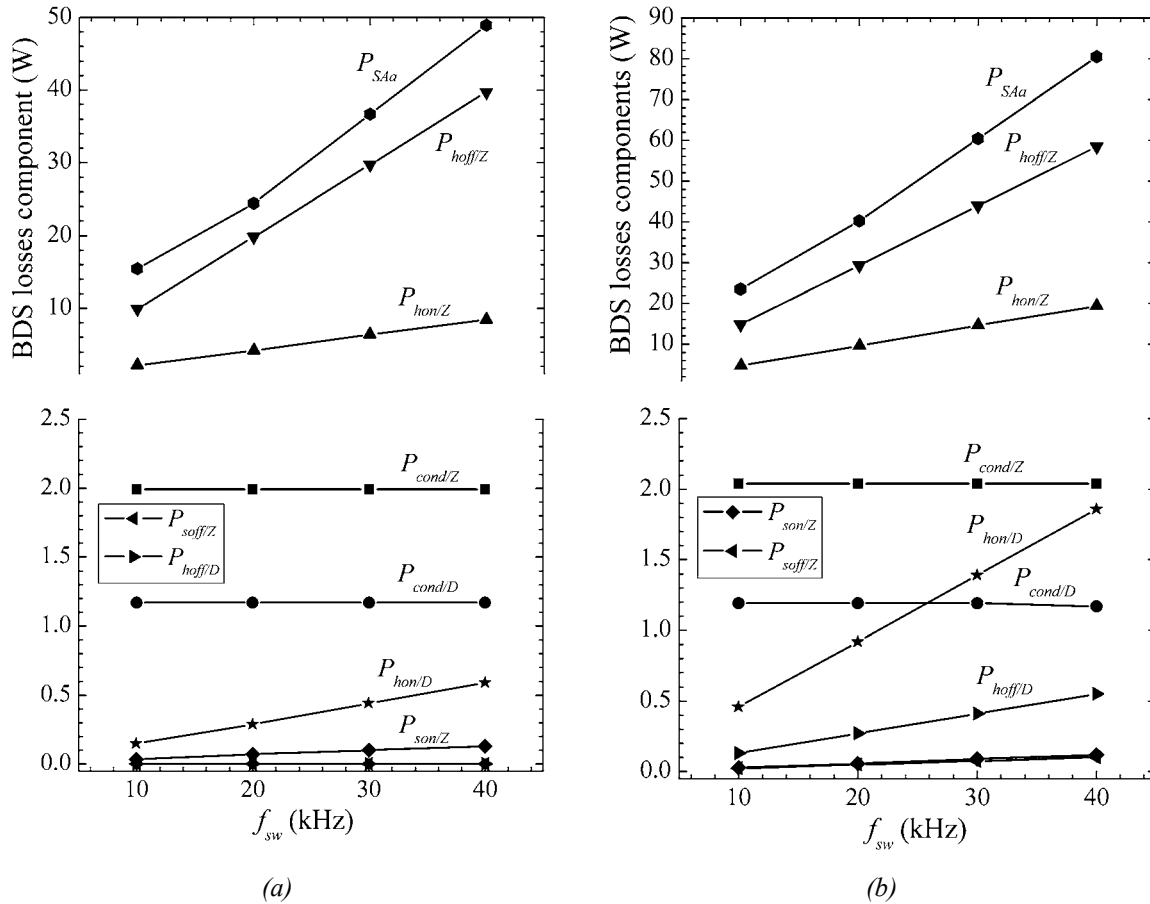 BDS losses component (W)
50
40
30
20
10
P_SAa
P_hoff/Z
P_hon/Z
2.5
2.0
1.5
1.0
0.5
0.0
P_cond/Z
P_soff/Z
P_hoff/D
P_cond/D
P_hon/D
P_son/Z
10 20 30 40
f_sw (kHz)
(a)
BDS losses components (W)
90
80
70
60
50
40
30
20
10
P_SAa
P_hoff/Z
P_hon/Z
2.5
2.0
1.5
1.0
0.5
0.0
P_cond/Z
P_son/Z
P_soff/Z
P_hon/D
P_cond/D
P_hoff/D
10 20 30 40
f_sw (kHz)
(b)